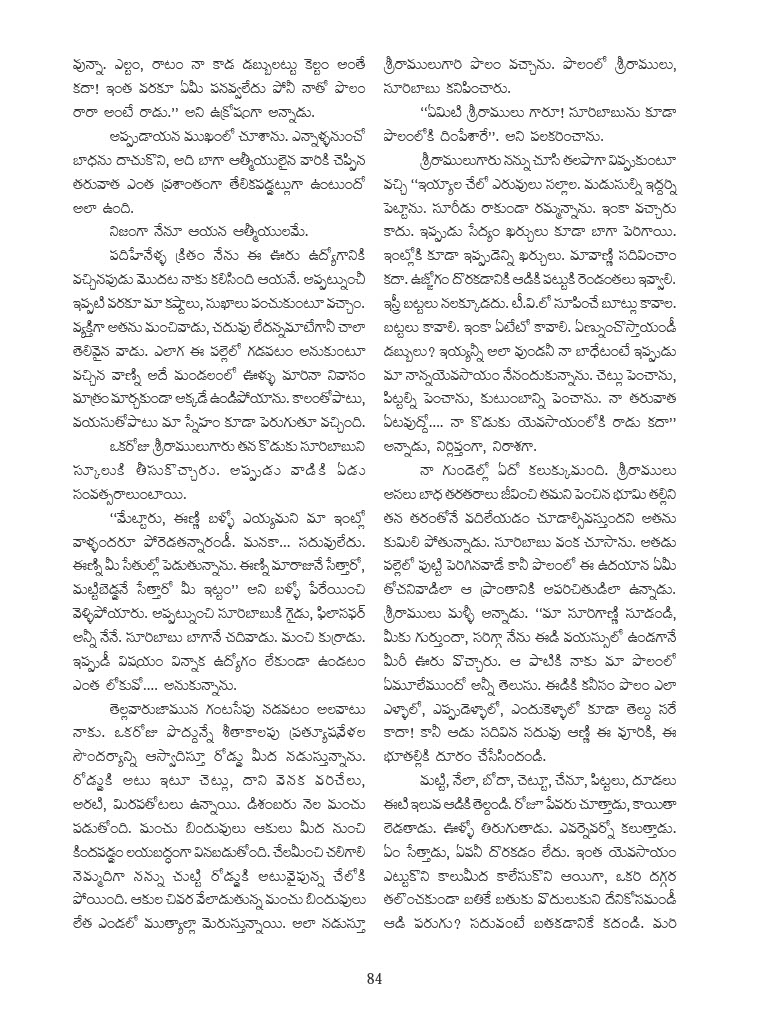 వున్నా. ఎల్టం, రాటం నా కాడ డబ్బులట్టు కెల్టం అంతే
కదా! ఇంత వరకూ ఏమీ పనవ్వలేదు పోనీ నాతో పొలం
రారా అంటే రాడు.’’ అని ఉక్రోషంగా అన్నాడు.
అప్పుడాయన ముఖంలో చూశాను. ఎన్నాళ్ళనుంచో
బాధను దాచుకొని, అది బాగా ఆత్మీయులైన వారికి చెప్పిన
తరువాత ఎంత ప్రశాంతంగా తేలికపడ్డట్లుగా ఉంటుందో
అలా ఉంది.
నిజంగా నేనూ ఆయన ఆత్మీయులమే.
పదిహేనేళ్ళ క్రితం నేను ఈ ఊరు ఉద్యోగానికి
వచ్చినపుడు మొదట నాకు కలిసింది ఆయనే. అప్పట్నుంచీ
ఇప్పటి వరకూ మా కష్టాలు, సుఖాలు పంచుకుంటూ వచ్చాం.
వ్యక్తిగా అతను మంచివాడు, చదువు లేదన్నమాటేగానీ చాలా
తెలివైన వాడు. ఎలాగ ఈ పల్లెలో గడపటం అనుకుంటూ
వచ్చిన వాణ్ని అదే మండలంలో ఊళ్ళు మారినా నివాసం
మాత్రం మార్చకుండా అక్కడే ఉండిపోయాను. కాలంతోపాటు,
వయసుతోపాటు మా స్నేహం కూడా పెరుగుతూ వచ్చింది.
ఒకరోజు శ్రీరాములుగారు తన కొడుకు సూరిబాబుని
స్కూలుకి తీసుకొచ్చారు. అప్పుడు వాడికి ఏడు
సంవత్సరాలుంటాయి.
‘‘మేట్టారు, ఈణ్ణి బళ్ళో ఎయ్యమని మా ఇంట్లో
వాళ్ళందరూ పోరెడతన్నారండీ. మనకా... సదువులేదు.
ఈణ్ని మీ సేతుల్లో పెడుతున్నాను. ఈణ్ని మారాజునే సేత్తారో,
మట్టిబెడ్డనే సేత్తారో మీ ఇట్టం’’ అని బళ్ళో పేరేయించి
వెళ్ళిపోయారు. అప్పట్నుంచి సూరిబాబుకి గైడు, ఫిలాసఫర్
అన్నీ నేనే. సూరిబాబు బాగానే చదివాడు. మంచి కుర్రాడు.
ఇప్పుడీ విషయం విన్నాక ఉద్యోగం లేకుండా ఉండటం
ఎంత లోకువో.... అనుకున్నాను.
తెల్లవారుజామున గంటసేపు నడవటం అలవాటు
నాకు. ఒకరోజు పొద్దున్నే శీతాకాలపు ప్రత్యూషవేళల
సౌందర్యాన్ని ఆస్వాదిస్తూ రోడ్డు మీద నడుస్తున్నాను.
రోడ్డుకి అటు ఇటూ చెట్లు, దాని వెనక వరిచేలు,
అరటి, మిరపతోటలు ఉన్నాయి. డిశంబరు నెల మంచు
పడుతోంది. మంచు బిందువులు ఆకులు మీద నుంచి
కిందపడ్డం లయబద్ధంగా వినబడుతోంది. చేలమీంచి చలిగాలి
నెమ్మదిగా నన్ను చుట్టి రోడ్డుకి అటువైపున్న చేలోకి
పోయింది. ఆకుల చివర వేలాడుతున్న మంచు బిందువులు
లేత ఎండలో ముత్యాల్లా మెరుస్తున్నాయి. అలా నడుస్తూ
శ్రీరాములుగారి పొలం వచ్చాను. పొలంలో శ్రీరాములు,
సూరిబాబు కనిపించారు.
‘‘ఏమిటి శ్రీరాములు గారూ! సూరిబాబును కూడా
పొలంలోకి దింపేశారే’’. అని పలకరించాను.
శ్రీరాములుగారు నన్ను చూసి తలపాగా విప్పుకుంటూ
వచ్చి ‘‘ఇయ్యాల చేలో ఎరువులు సల్లాల. మడుసుల్ని ఇద్దర్ని
పెట్టాను. సూరీడు రాకుండా రమ్మన్నాను. ఇంకా వచ్చారు
కాదు. ఇప్పుడు సేద్యం ఖర్చులు కూడా బాగా పెరిగాయి.
ఇంట్లోకి కూడా ఇప్పుడెన్ని ఖర్చులు. మావాణ్ణి సదివించాం
కదా. ఉజ్జోగం దొరకడానికి ఆడికి పట్టుకి రెండంతలు ఇవ్వాలి.
ఇస్త్రీ బట్టలు నలక్కూడదు. టీ.వి.లో సూపించే బూట్లు కావాల.
బట్టలు కావాలి. ఇంకా ఏటేటో కావాలి. ఏణ్నుంచొస్తాయండీ
డబ్బులు? ఇయ్యన్నీ అలా వుండనీ నా బాధేటంటే ఇప్పుడు
మా నాన్నయెవసాయం నేనందుకున్నాను. చెట్లు పెంచాను,
పిట్టల్ని పెంచాను, కుటుంబాన్ని పెంచాను. నా తరువాత
ఏటవుద్దో.... నా కొడుకు యెవసాయంలోకి రాడు కదా’’
అన్నాడు, నిర్లిప్తంగా, నిరాశగా.
నా గుండెల్లో ఏదో కలుక్కుమంది. శ్రీరాములు
అసలు బాధ తరతరాలు జీవించి తమని పెంచిన భూమి తల్లిని
తన తరంతోనే వదిలేయడం చూడాల్సివస్తుందని అతను
కుమిలి పోతున్నాడు. సూరిబాబు వంక చూసాను. అతడు
పల్లెలో పుట్టి పెరిగినవాడే కానీ పొలంలో ఈ ఉదయాన ఏమీ
తోచనివాడిలా ఆ ప్రాంతానికి అపరిచితుడిలా ఉన్నాడు.
శ్రీరాములు మళ్ళీ అన్నాడు. ‘‘మా సూరిగాణ్ణి సూడండి,
మీకు గుర్తుందా, సరిగ్గా నేను ఈడి వయస్సులో ఉండగానే
మీరీ ఊరు వొచ్చారు. ఆ పాటికి నాకు మా పొలంలో
ఏమూలేముందో అన్నీ తెలుసు. ఈడికి కనీసం పొలం ఎలా
ఎళ్ళాలో, ఎప్పుడెళ్ళాలో, ఎందుకెళ్ళాలో కూడా తెల్దు సరే
కాదా! కానీ ఆడు సదివిన సదువు ఆణ్ణి ఈ వూరికి, ఈ
భూతల్లికి దూరం చేసేసిందండి.
మట్టి, నేలా, బోదా, చెట్టూ, చేనూ, పిట్టలు, దూడలు
ఈటి ఇలువ ఆడికి తెల్దండి. రోజూ పేపరు చూత్తాడు, కాయితా
లెడతాడు. ఊళ్ళో తిరుగుతాడు. ఎవర్నెవర్నో కలుత్తాడు.
ఏం సేత్తాడు, ఏపనీ దొరకడం లేదు. ఇంత యెవసాయం
ఎట్టుకొని కాలుమీద కాలేసుకొని ఆయిగా, ఒకరి దగ్గర
తలొంచకుండా బతికే బతుకు వొదులుకుని దేనికోసమండీ
ఆడి పరుగు? సదువంటే బతకడానికే కదండి. మరి
84